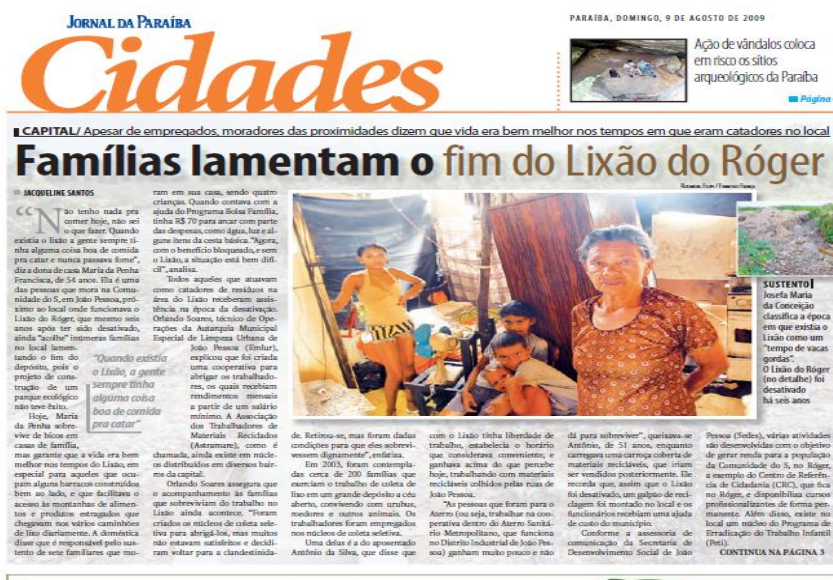 JORNAL DA PARAÍBA
Cidades
PARAÍBA, DOMINGO, 9 DE AGOSTO DE 2009
Ação de vândalos coloca
em risco os sítios
arqueológicos da Paraíba
Página
CAPITAL/ Apesar de empregados, moradores das proximidades dizem que vida era bem melhor nos tempos em que eram catadores no local
Famílias lamentam o fim do Lixão do Róger
JACQUELINE SANTOS
“Não tenho nada pra
comer hoje, não sei
o que fazer. Quando
existia o lixão a gente sempre ti-
nha alguma coisa boa de comida
pra catar e nunca passava fome”,
diz a dona de casa Maria da Penha
Francisca, de 54 anos. Ela é uma
das pessoas que mora na Comu-
nidade do S, em João Pessoa, pró-
ximo ao local onde funcionava o
Lixão do Róger, que mesmo seis
anos após ter sido desativado,
ainda “acolhe” inúmeras famílias
no local lamen-
tando o fim do
depósito, pois o
projeto de cons-
trução de um
parque ecológico
não teve êxito.
Hoje, Maria
da Penha sobre-
vive de bicos em
casas de família,
mas garante que a vida era bem
melhor nos tempos do Lixão, em
especial para aqueles que ocu-
pam alguns barracos construídos
bem ao lado, e que facilitava o
acesso às montanhas de alimen-
tos e produtos estragados que
chegavam nos vários caminhões
de lixo diariamente. A doméstica
disse que é responsável pelo sus-
tento de sete familiares que mo-
ram em sua casa, sendo quatro
crianças. Quando contava com a
ajuda do Programa Bolsa Família,
tinha R$ 70 para arcar com parte
das despesas, como água, luz e al-
guns itens da cesta básica. “Agora,
com o benefício bloqueado, e sem
o Lixão, a situação está bem difí-
cil”, analisa.
Todos aqueles que atuavam
como catadores de resíduos na
área do Lixão receberam assis-
tência na época da desativação.
Orlando Soares, técnico de Ope-
rações da Autarquia Municipal
Especial de Limpeza Urbana de
João Pessoa (Emlur),
explicou que foi criada
uma cooperativa para
abrigar os trabalhado-
res, os quais recebiam
rendimentos mensais
a partir de um salário
mínimo. A Associação
dos Trabalhadores de
Materiais Reciclados
(Astramare), como é
chamada, ainda existe em núcle-
os distribuídos em diversos bair-
ros da capital.
Orlando Soares assegura que
o acompanhamento às famílias
que sobreviviam do trabalho no
Lixão ainda acontece. “Foram
criados os núcleos de coleta sele-
tiva para abrigá-los, mas muitos
não estavam satisfeitos e decidi-
ram voltar para a clandestinida-
“Quando existia
o Lixão, a gente
sempre tinha
alguma coisa
boa de comida
pra catar”
SUSTENTO
Josefa Maria
da Conceição
classifica a época
em que existia o
Lixão como um
“tempo de vacas
gordas”.
O Lixão do Róger
(no detalhe) foi
desativado
há seis anos
de. Retirou-se, mas foram dadas
condições para que eles sobrevi-
vessem dignamente”, enfatiza.
Em 2003, foram contempla-
das cerca de 200 famílias que
exerciam o trabalho de coleta de
lixo em um grande depósito a céu
aberto, convivendo com urubus,
roedores e outros animais. Os
trabalhadores foram empregados
nos núcleos de coleta seletiva.
Uma delas é a do aposentado
Antônio da Silva, que disse que
com o Lixão tinha liberdade de
trabalho, estabelecia o horário
que considerava conveniente, e
ganhava acima do que percebe
hoje, trabalhando com materiais
recicláveis colhidos pelas ruas de
João Pessoa.
“As pessoas que foram para o
Aterro (ou seja, trabalhar na coo-
perativa dentro do Aterro Sanitá-
rio Metropolitano, que funciona
no Distrito Industrial de João Pes-
soa) ganham muito pouco e não
dá para sobreviver”, queixava-se
Antônio, de 51 anos, enquanto
carregava uma carroça coberta de
materiais recicláveis, que iriam
ser vendidos posteriormente. Ele
recorda que, assim que o Lixão
foi desativado, um galpão de reci-
clagem foi montado no local e os
funcionários recebiam uma ajuda
de custo do município.
Conforme a assessoria de
comunicação da Secretaria de
Desenvolvimento Social de João
Pessoa (Sedes), várias atividades
são desenvolvidas com o objetivo
de gerar renda para a população
da Comunidade do S, no Róger,
a exemplo do Centro de Referên-
cia de Cidadania (CRC), que fica
no Róger, e disponibiliza cursos
profissionalizantes de forma per-
manente. Além disso, existe no
local um núcleo do Programa de
Erradicação do Trabalho Infantil
(Peti).
CONTINUA NA PÁGINA 3